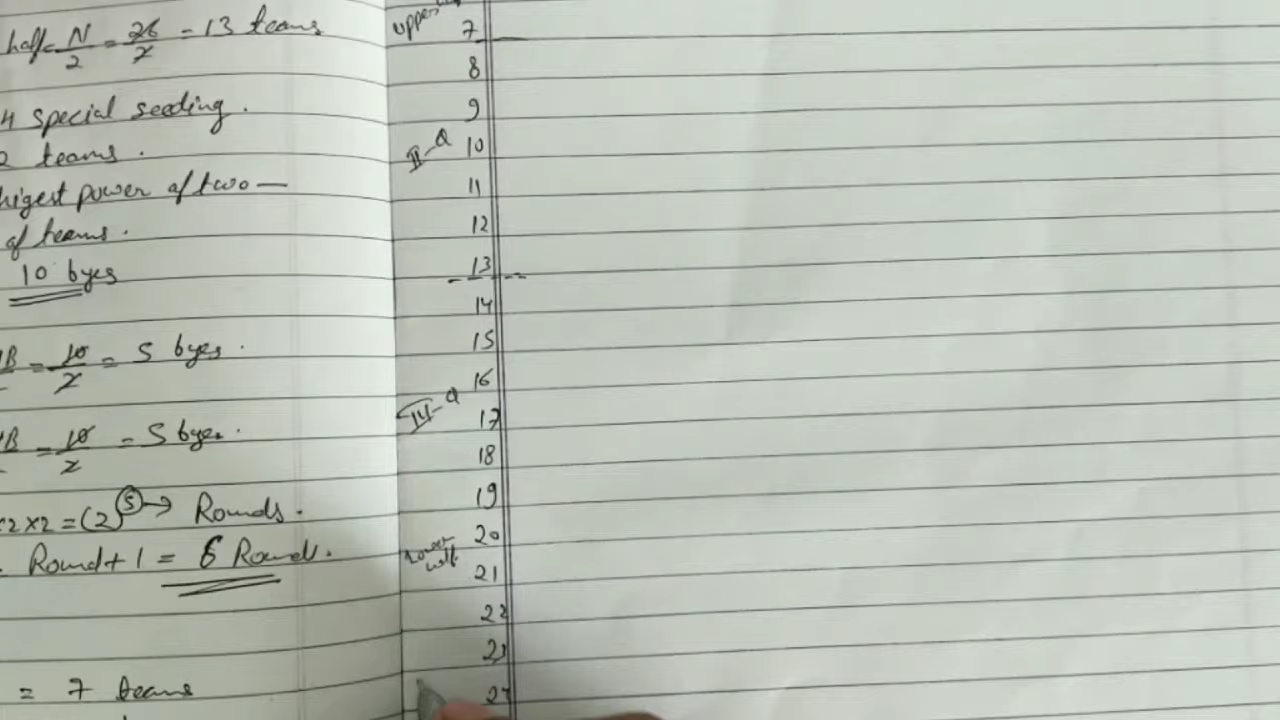 half = N/2 = 26/2 = 13 teams
4 special seeding.
2 teams.
higest power of two —
of teams.
10 byes
B = 10/2 = 5 byes.
B = 10/2 = 5 byes.
×2×2 = (2)⁵ → Rounds.
Round + 1 = 6 Round.
= 7 teams
upper
7
8
9
II-Q 10
11
12
13
14
15
16
III-Q 17
18
19
20
Lower half
21
22
23
24